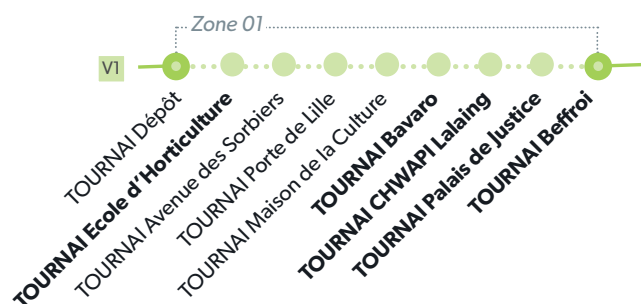 Zone 01
V1
TOURNAI Dépôt
TOURNAI Ecole d'Horticulture
TOURNAI Avenue des Sorbiers
TOURNAI Porte de Lille
TOURNAI Maison de la Culture
TOURNAI Bavaro
TOURNAI CHWAPI Lalaing
TOURNAI Palais de Justice
TOURNAI Beffroi